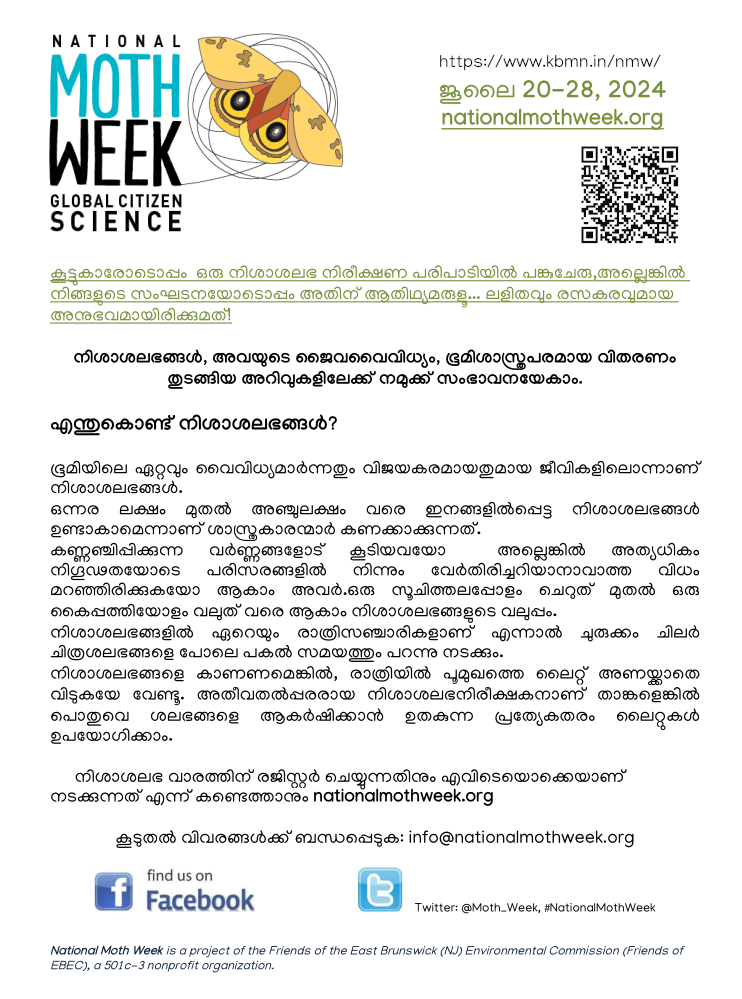 NATIONAL
MOTH
WEEK
GLOBAL CITIZEN
SCIENCE
https://www.kbmn.in/nmw/
ജൂലൈ 20-28, 2024
nationalmothweek.org
കൂട്ടുകാരോടൊപ്പം ഒരു നിശാശലഭ നിരീക്ഷണ പരിപാടിയിൽ പങ്കുചേരു,അല്ലെങ്കിൽ
നിങ്ങളുടെ സംഘടനയോടൊപ്പം അതിന് ആതിഥ്യമരുളൂ... ലളിതവും രസകരവുമായ
അനുഭവമായിരിക്കുമത്!
നിശാശലഭങ്ങൾ, അവയുടെ ജൈവവൈവിധ്യം, ഭൂമിശാസ്ത്രപരമായ വിതരണം
തുടങ്ങിയ അറിവുകളിലേക്ക് നമുക്ക് സംഭാവനയേകാം.
എന്തുകൊണ്ട് നിശാശലഭങ്ങൾ?
ഭൂമിയിലെ ഏറ്റവും വൈവിധ്യമാർന്നതും വിജയകരമായതുമായ ജീവികളിലൊന്നാണ്
നിശാശലഭങ്ങൾ.
ഒന്നര ലക്ഷം മുതൽ അഞ്ചുലക്ഷം വരെ ഇനങ്ങളിൽപ്പെട്ട നിശാശലഭങ്ങൾ
ഉണ്ടാകാമെന്നാണ് ശാസ്ത്രകാരന്മാർ കണക്കാക്കുന്നത്.
കണ്ണഞ്ചിപ്പിക്കുന്ന വർണ്ണങ്ങളോട് കൂടിയവയോ അല്ലെങ്കിൽ അത്യധികം
നിഗൂഢതയോടെ പരിസരങ്ങളിൽ നിന്നും വേർതിരിച്ചറിയാനാവാത്ത വിധം
മറഞ്ഞിരിക്കുകയോ ആകാം അവർ.ഒരു സൂചിത്തലപ്പോളം ചെറുത് മുതൽ ഒരു
കൈപ്പത്തിയോളം വലുത് വരെ ആകാം നിശാശലഭങ്ങളുടെ വലുപ്പം.
നിശാശലഭങ്ങളിൽ ഏറെയും രാത്രിസഞ്ചാരികളാണ് എന്നാൽ ചുരുക്കം ചിലർ
ചിത്രശലഭങ്ങളെ പോലെ പകൽ സമയത്തും പറന്നു നടക്കും.
നിശാശലഭങ്ങളെ കാണണമെങ്കിൽ, രാത്രിയിൽ പൂമുഖത്തെ ലൈറ്റ് അണയ്ക്കാതെ
വിടുകയേ വേണ്ടൂ. അതീവതൽപ്പരരായ നിശാശലഭനിരീക്ഷകനാണ് താങ്കളെങ്കിൽ
പൊതുവെ ശലഭങ്ങളെ ആകർഷിക്കാൻ ഉതകുന്ന പ്രത്യേകതരം ലൈറ്റുകൾ
ഉപയോഗിക്കാം.
നിശാശലഭ വാരത്തിന് രജിസ്റ്റർ ചെയ്യുന്നതിനും എവിടെയൊക്കെയാണ്
നടക്കുന്നത് എന്ന് കണ്ടെത്താനും nationalmothweek.org
കൂടുതൽ വിവരങ്ങൾക്ക് ബന്ധപ്പെടുക: info@nationalmothweek.org
find us on
Facebook
Twitter: @Moth_Week, #NationalMothWeek
National Moth Week is a project of the Friends of the East Brunswick (NJ) Environmental Commission (Friends of
EBEC), a 501c-3 nonprofit organization.